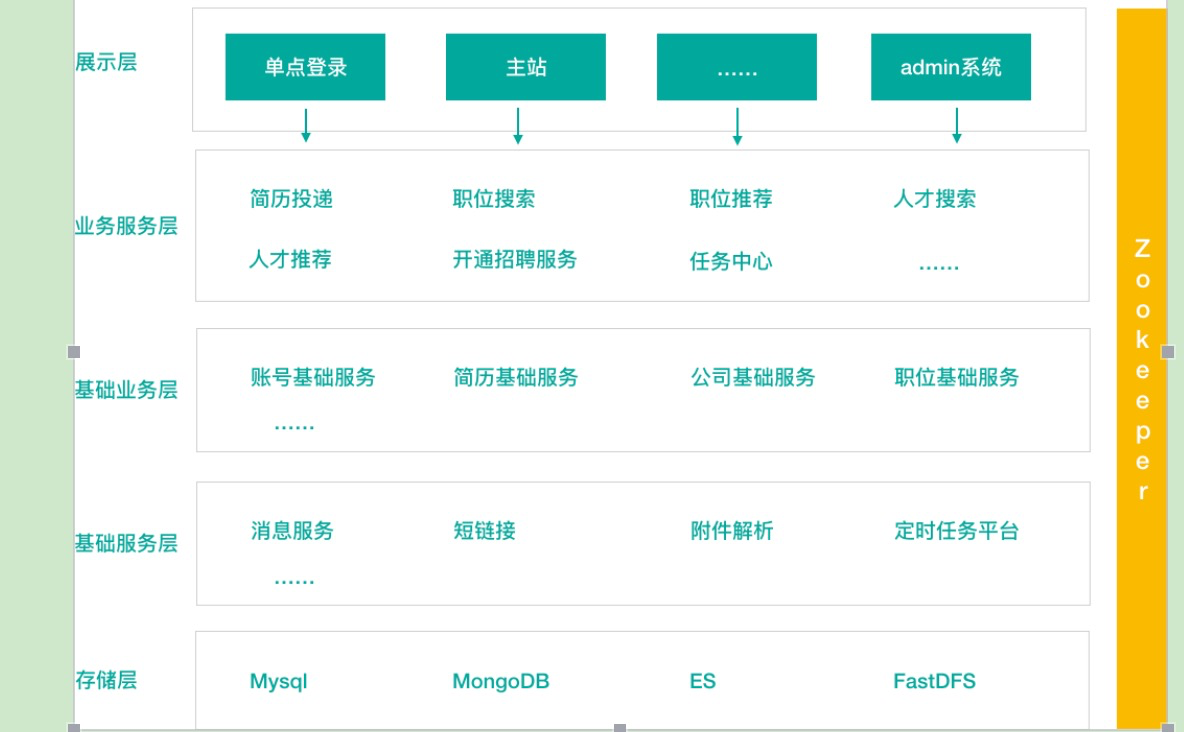 展示层
单点登录
主站
......
admin系统
业务服务层
简历投递
职位搜索
职位推荐
人才搜索
人才推荐
开通招聘服务
任务中心
......
基础业务层
账号基础服务
简历基础服务
公司基础服务
职位基础服务
......
基础服务层
消息服务
短链接
附件解析
定时任务平台
......
存储层
Mysql
MongoDB
ES
FastDFS
Zookeeper